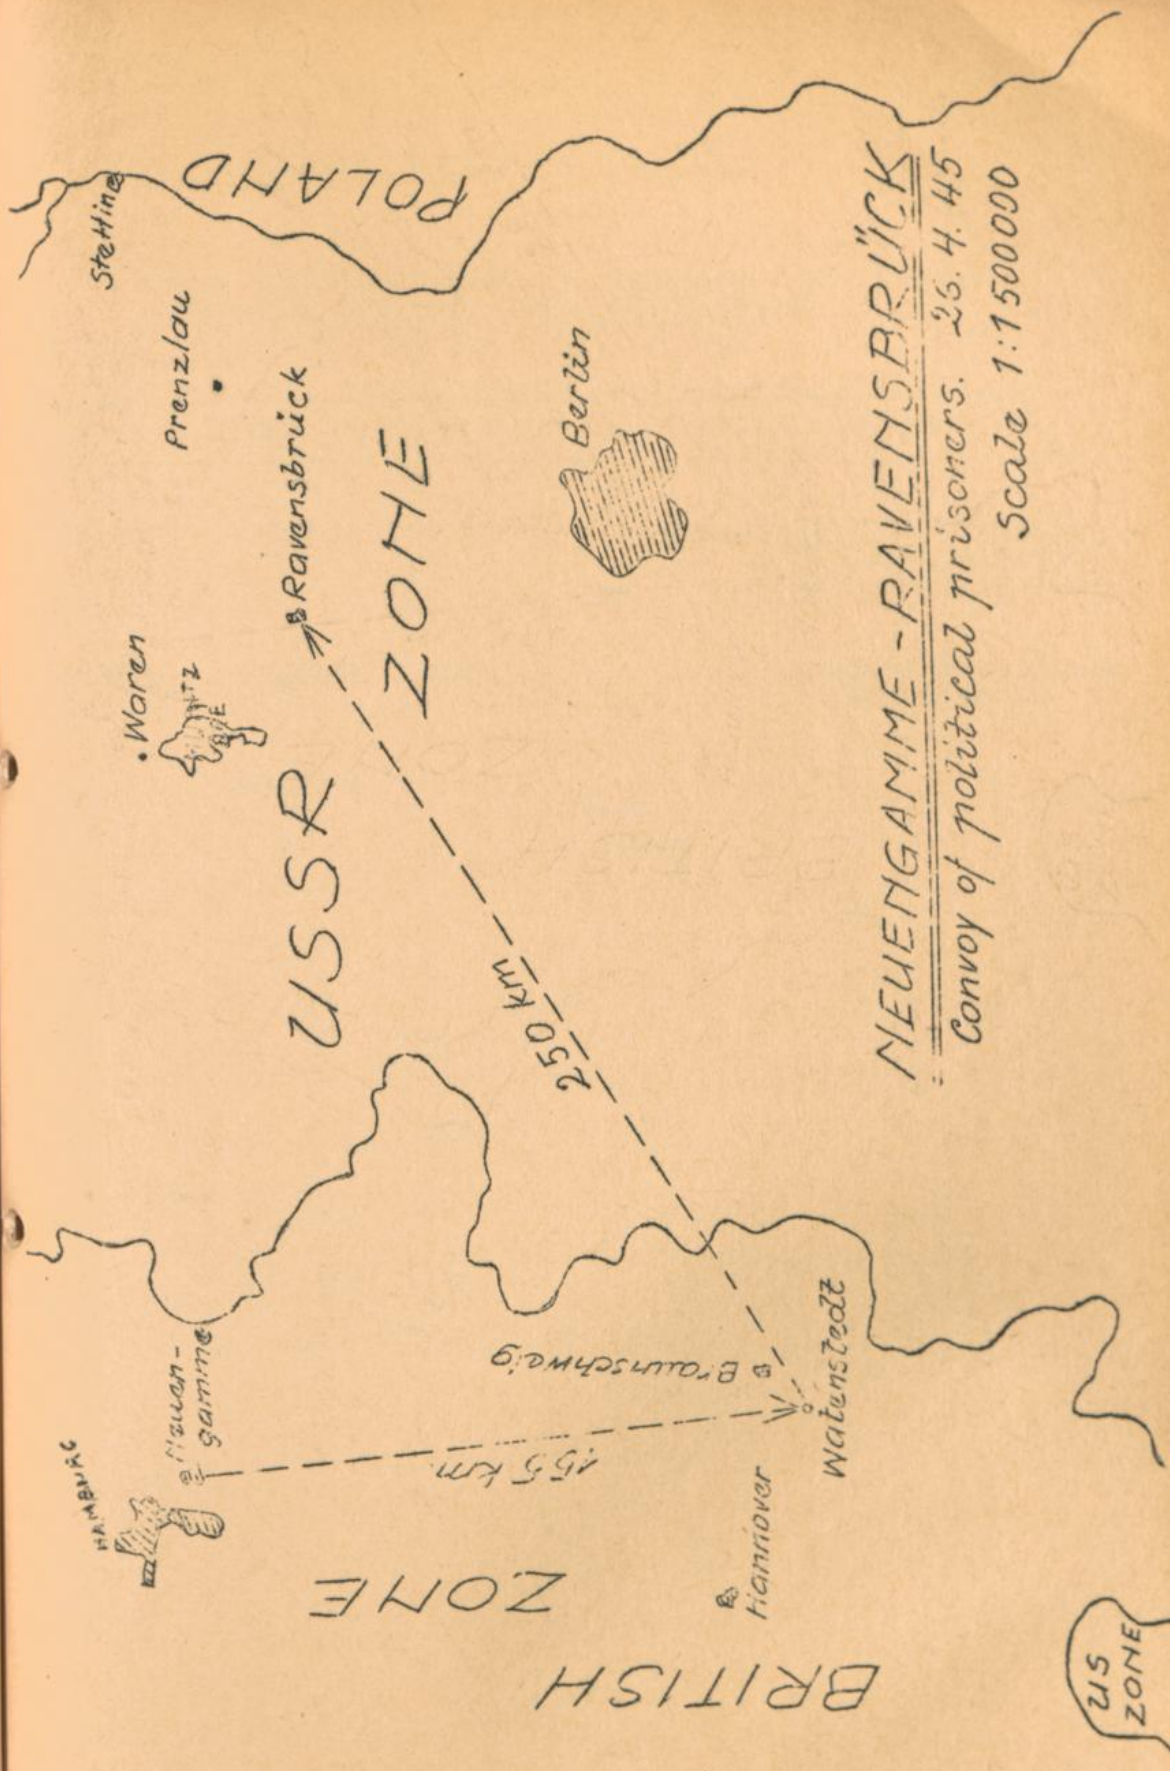 HAMBURG
Neuen-
gamme
Stettine
Prenzlau
Waren
Ravensbrück
POLAND
USSR
ZONE
Berlin
250 km
155 km
Braunschweig
Watenstedt
Hannover
BRITISH
ZONE
US
ZONE
NEUENGAMME - RAVENSBRÜCK
Convoy of political prisoners. 25. 4. 45
Scale 1:1500000